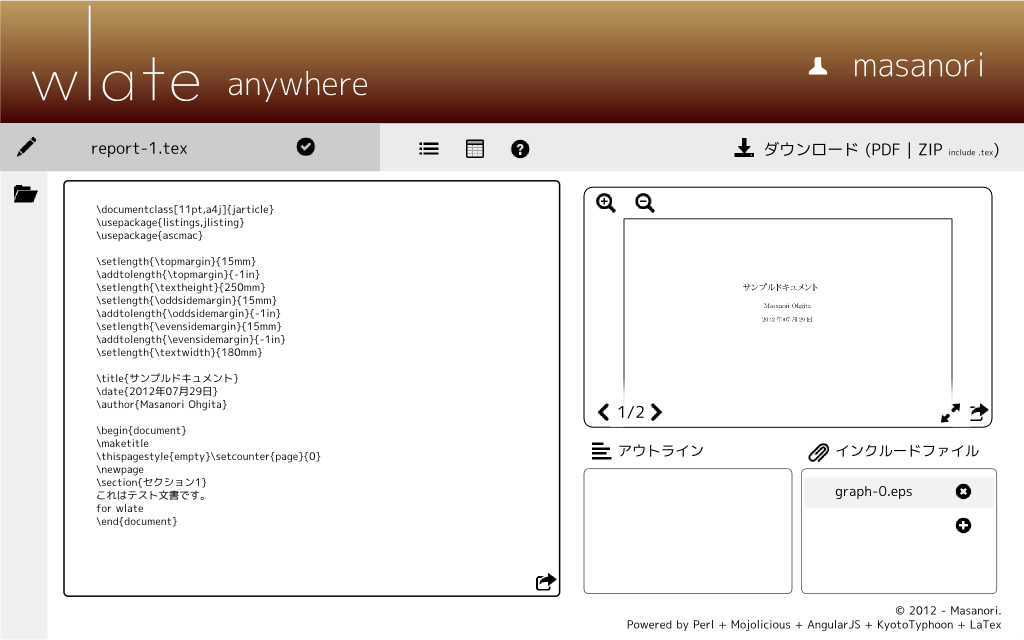 wlate anywhere
masanori
report-1.tex
ダウンロード (PDF | ZIP include .tex)
\documentclass[11pt,a4j]{jarticle}
\usepackage{listings,jlisting}
\usepackage{ascmac}
\setlength{\topmargin}{15mm}
\addtolength{\topmargin}{-1in}
\setlength{\textheight}{250mm}
\setlength{\oddsidemargin}{15mm}
\addtolength{\oddsidemargin}{-1in}
\setlength{\evensidemargin}{15mm}
\addtolength{\evensidemargin}{-1in}
\setlength{\textwidth}{180mm}
\title{サンプルドキュメント}
\date{2012年07月29日}
\author{Masanori Ohgita}
\begin{document}
\maketitle
\thispagestyle{empty}\setcounter{page}{0}
\newpage
\section{セクション1}
これはテスト文書です。
for wlate
\end{document}
サンプルドキュメント
Masanori Ohgita
2012 年 07 月 29 日
1/2
アウトライン
インクルードファイル
graph-0.eps
© 2012 - Masanori.
Powered by Perl + Mojolicious + AngularJS + KyotoTyphoon + LaTex